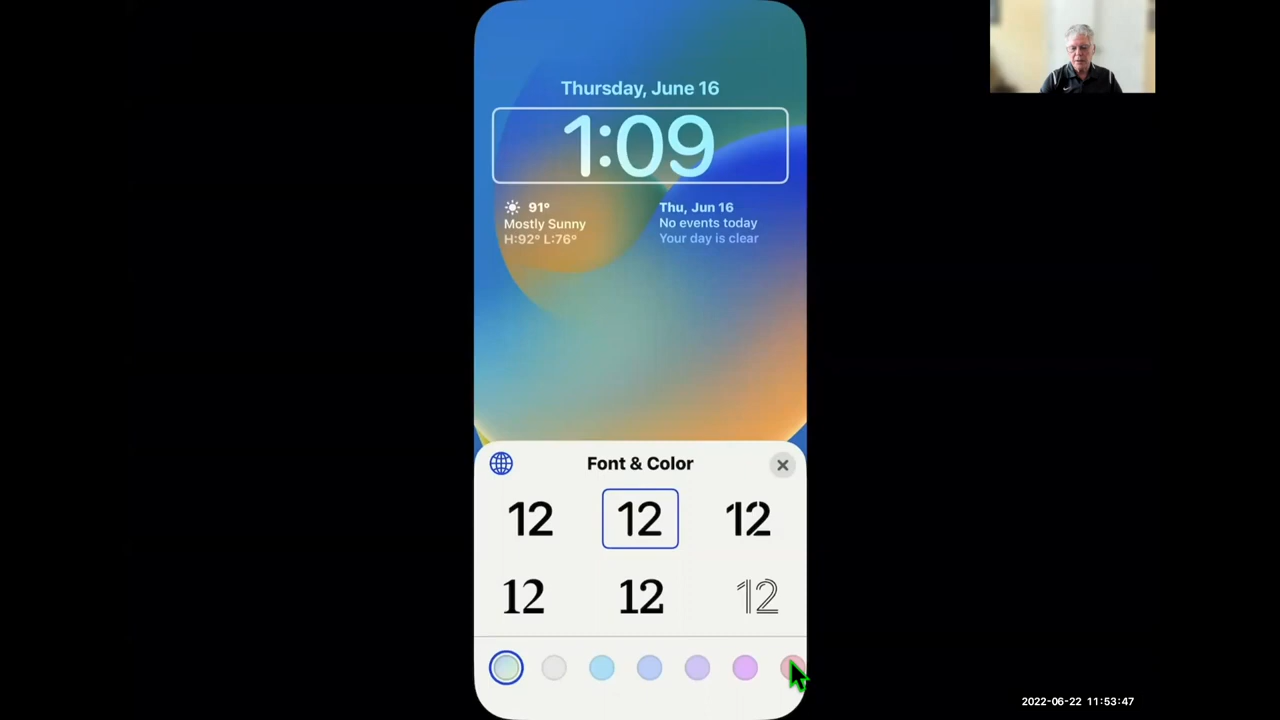 Thursday, June 16
1:09
91°
Mostly Sunny
H:92° L:76°
Thu, Jun 16
No events today
Your day is clear
Font & Color
12 12 12
12 12 12
2022-06-22 11:53:47